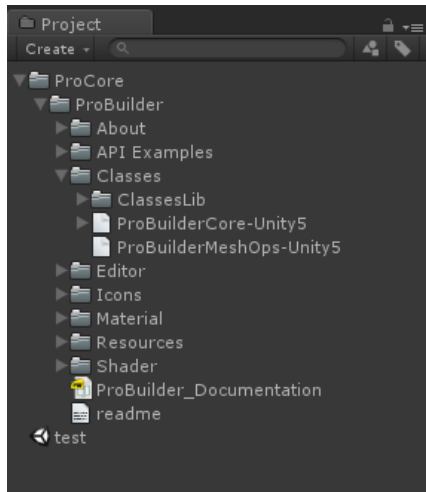 Project
Create
ProCore
ProBuilder
About
API Examples
Classes
ClassesLib
ProBuilderCore-Unity5
ProBuilderMeshOps-Unity5
Editor
Icons
Material
Resources
Shader
ProBuilder_Documentation
readme
test